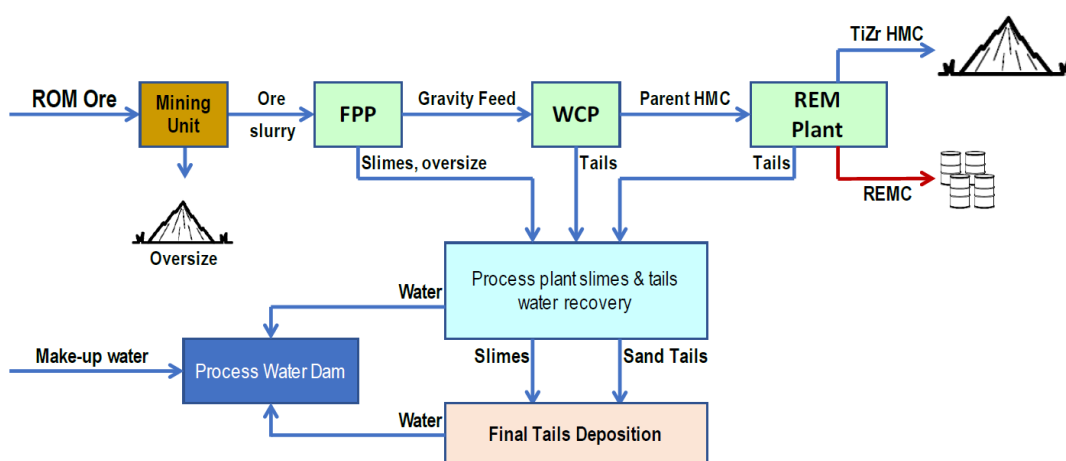 TiZr HMC
ROM Ore
Mining
Unit
Ore
slurry
FPP
Gravity Feed
WCP
Parent HMC
REM
Plant
Slimes, oversize
Tails
Tails
REMC
Oversize
Process plant slimes & tails
water recovery
Water
Make-up water
Process Water Dam
Slimes
Sand Tails
Water
Final Tails Deposition